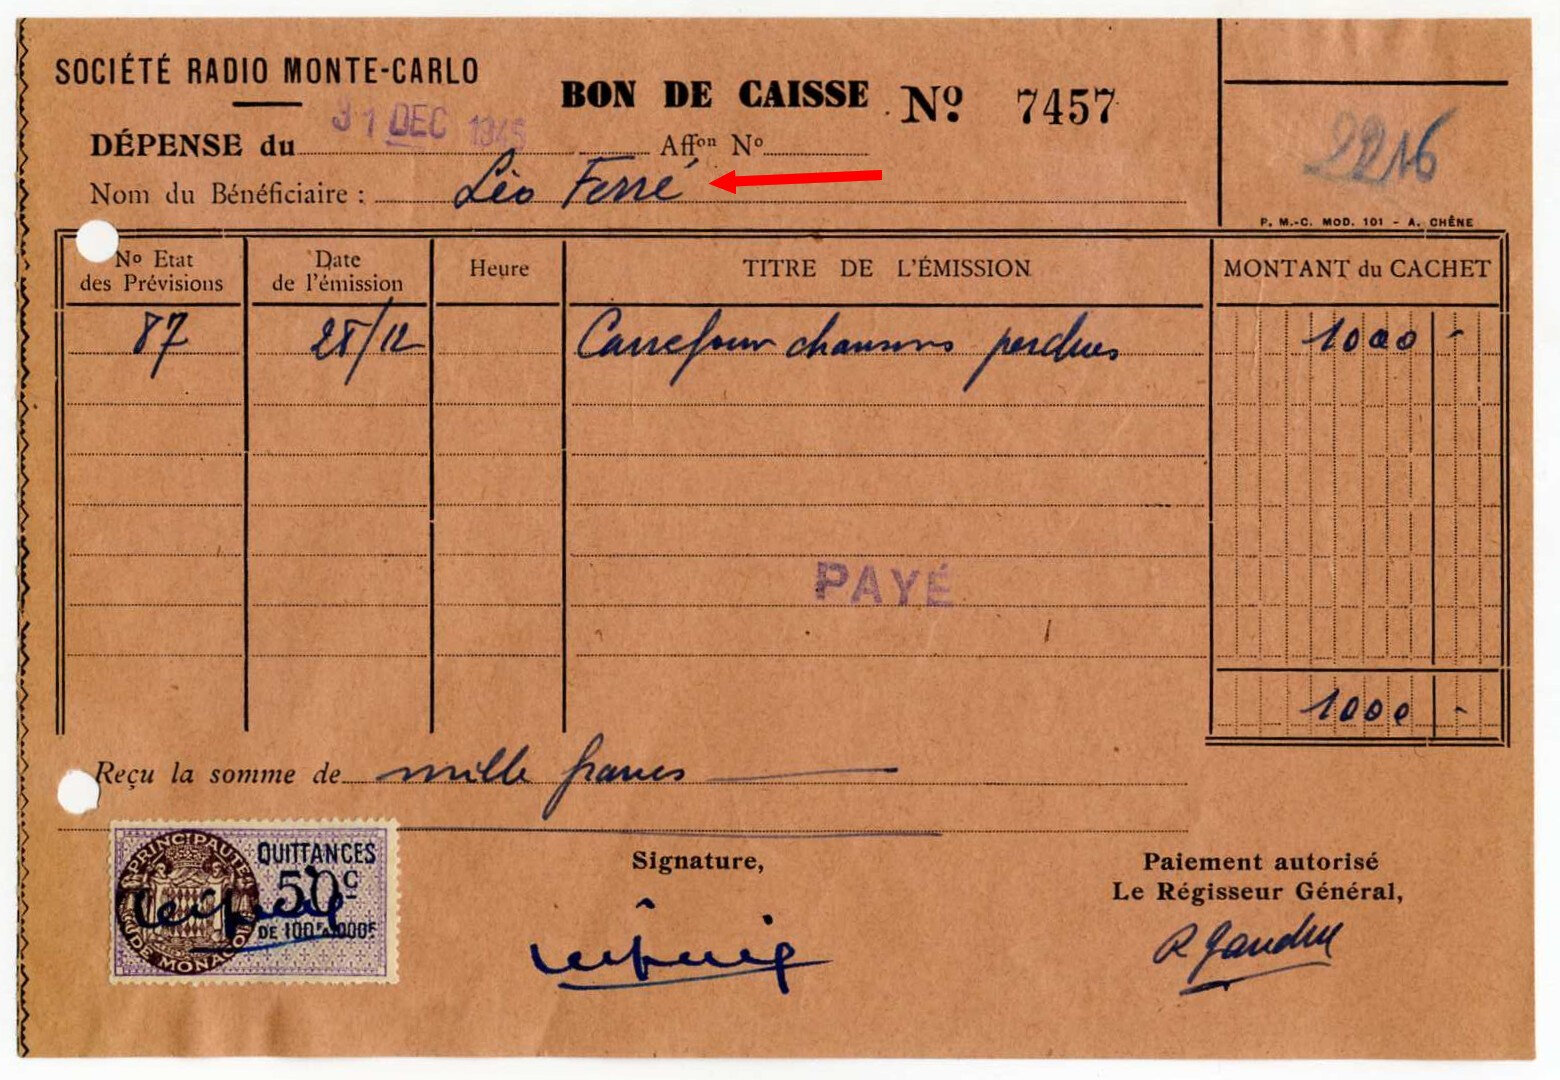 SOCIÉTÉ RADIO MONTE-CARLO
BON DE CAISSE Nº 7457
31 DEC 1945
DÉPENSE du Affon Nº
2216
Nom du Bénéficiaire : Léo Ferré
P. M.-C. MOD. 101 - A. CHÊNE
Nº Etat des Prévisions
Date de l'émission
Heure
TITRE DE L'ÉMISSION
MONTANT du CACHET
87 28/12 Carrefour chansons perdues 1000 -
PAYÉ
1000 -
Reçu la somme de mille francs
PRINCIPAUTÉ DE MONACO
QUITTANCES
50c
Signature,
Paiement autorisé
Le Régisseur Général,